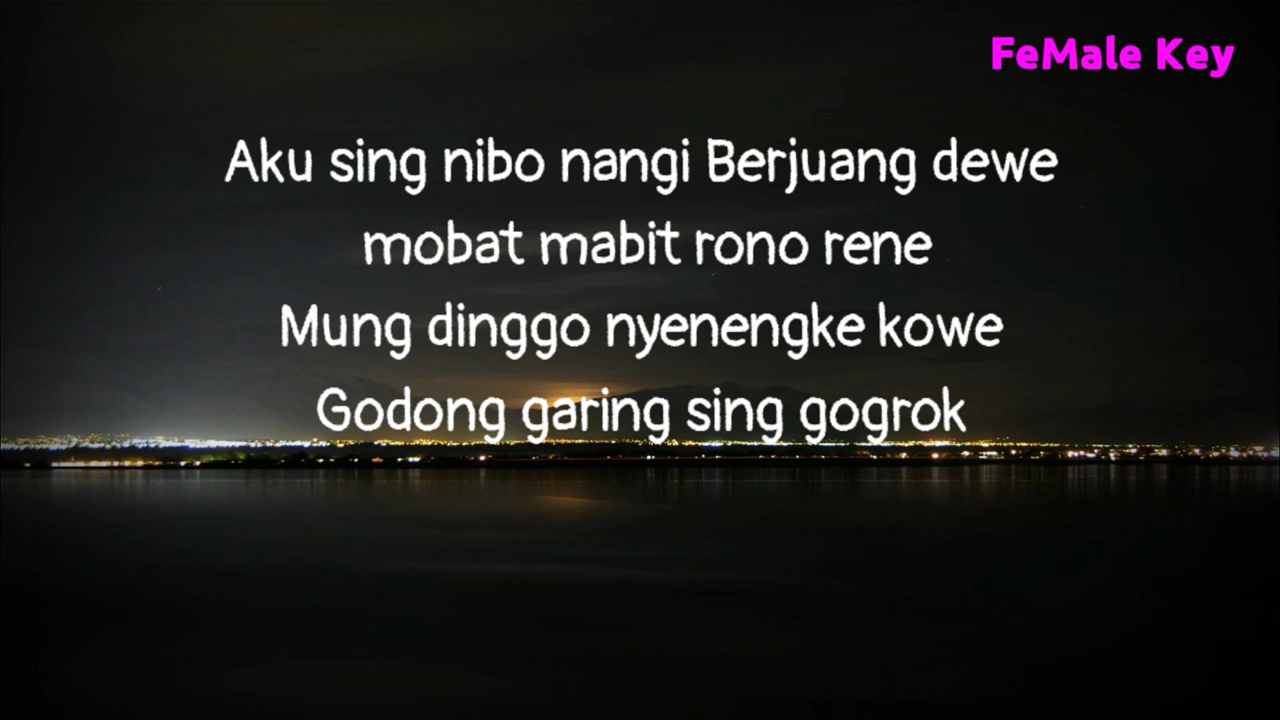 FeMale Key
Aku sing nibo nangi Berjuang dewe
mobat mabit rono rene
Mung dinggo nyenengke kowe
Godong garing sing gogrok